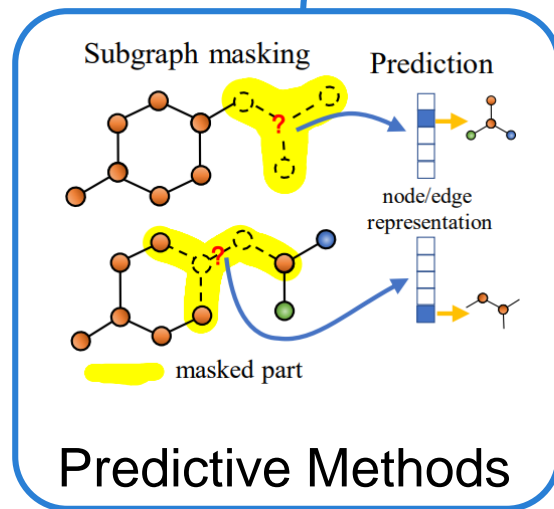 Subgraph masking
Prediction
?
node/edge
representation
?
masked part
Predictive Methods